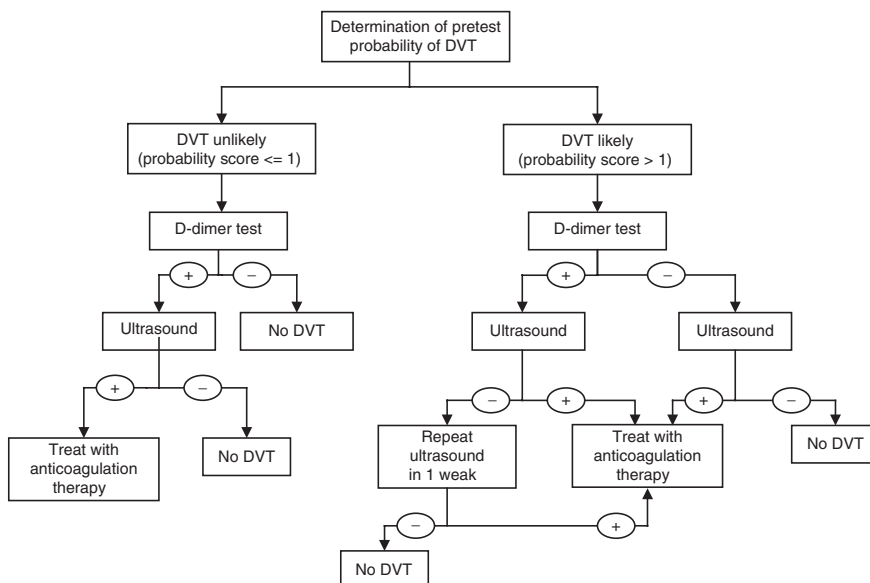 Determination of pretest
probability of DVT
DVT unlikely
(probability score <= 1)
DVT likely
(probability score > 1)
D-dimer test
D-dimer test
+
−
+
−
Ultrasound
No DVT
Ultrasound
Ultrasound
+
−
−
+
+
−
Treat with
anticoagulation
therapy
No DVT
Repeat
ultrasound
in 1 weak
Treat with
anticoagulation
therapy
No DVT
−
+
No DVT